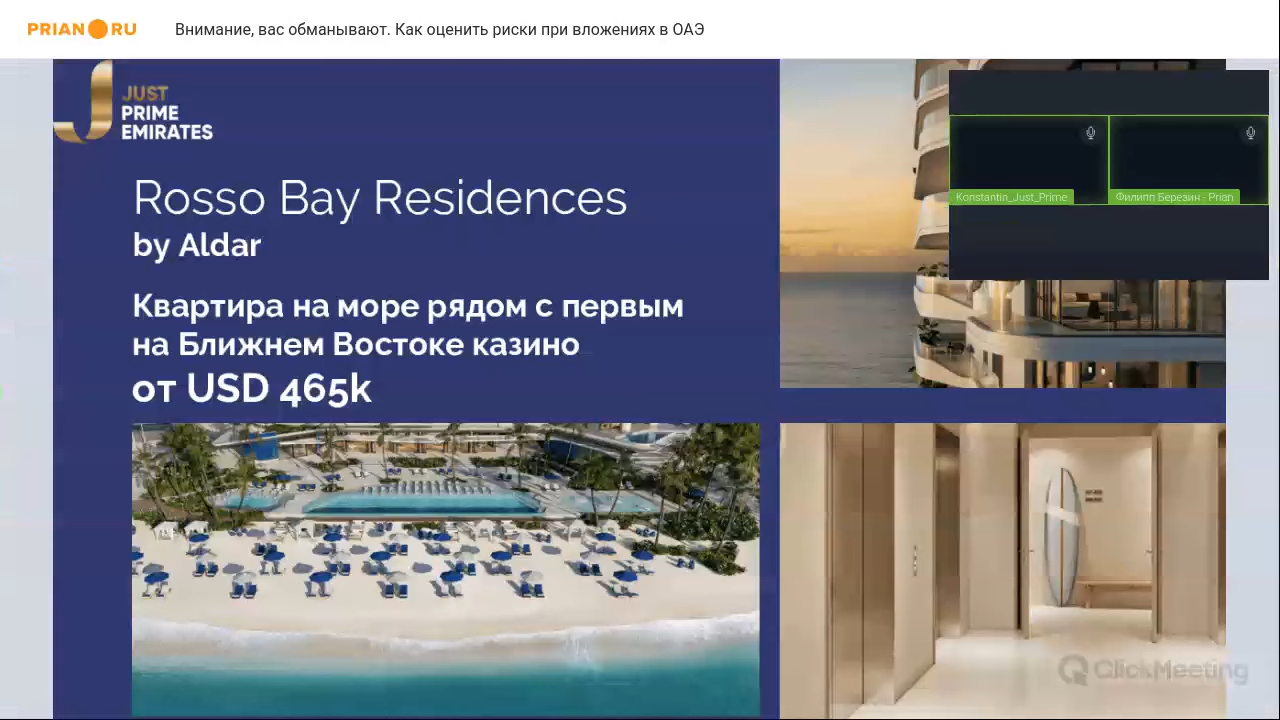 PRIAN RU
Внимание, вас обманывают. Как оценить риски при вложениях в ОАЭ
JUST
PRIME
EMIRATES
Rosso Bay Residences
by Aldar
Квартира на море рядом с первым
на Ближнем Востоке казино
от USD 465k
Konstantin_Just_Prime
Филипп Березин - Prian
ClickMeeting